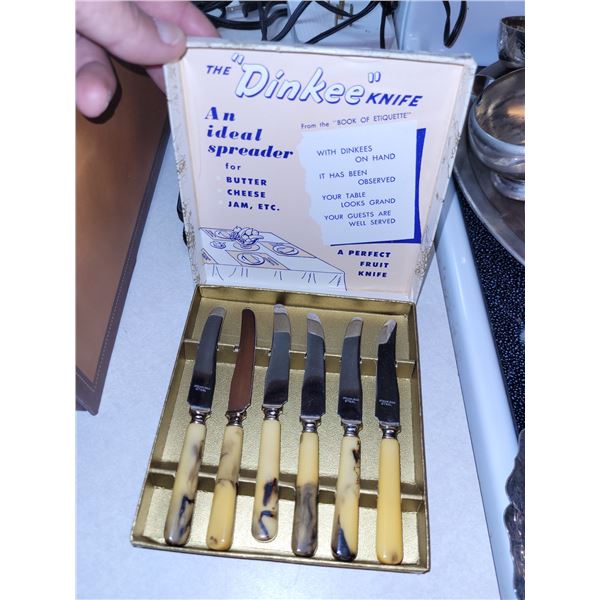 THE "Dinkee" KNIFE
An
ideal
spreader
for
• BUTTER
• CHEESE
• JAM, ETC.
From the "BOOK OF ETIQUETTE"
WITH DINKEES
ON HAND
IT HAS BEEN
OBSERVED
YOUR TABLE
LOOKS GRAND
YOUR GUESTS ARE
WELL SERVED
A PERFECT
FRUIT
KNIFE